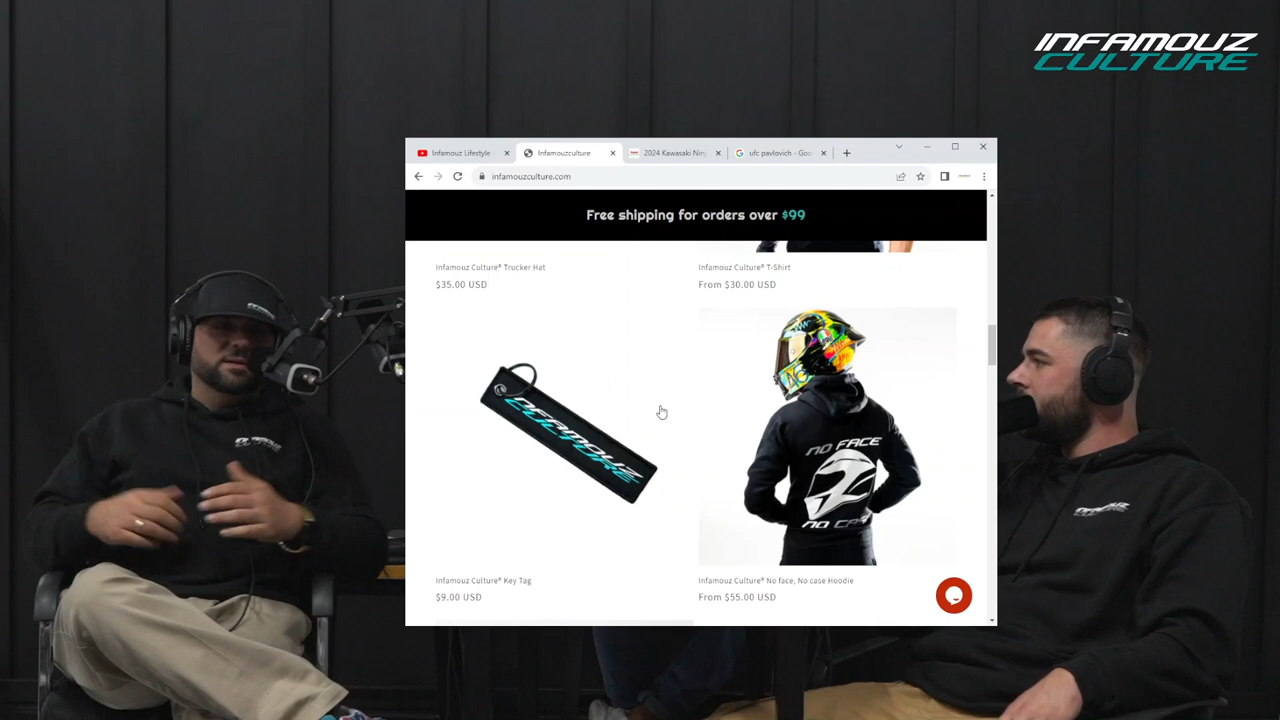 INFAMOUZ
CULTURE
Infamouz Lifestyle -
Infamouzculture
2024 Kawasaki Ninj
ufc pavlovich - Goo
infamouzculture.com
Free shipping for orders over $99
Infamouz Culture® Trucker Hat
$35.00 USD
Infamouz Culture® T-Shirt
From $30.00 USD
INFAMOUZ
CULTURE
NO FACE
NO CASE
Infamouz Culture® Key Tag
$9.00 USD
Infamouz Culture® No face, No case Hoodie
From $55.00 USD